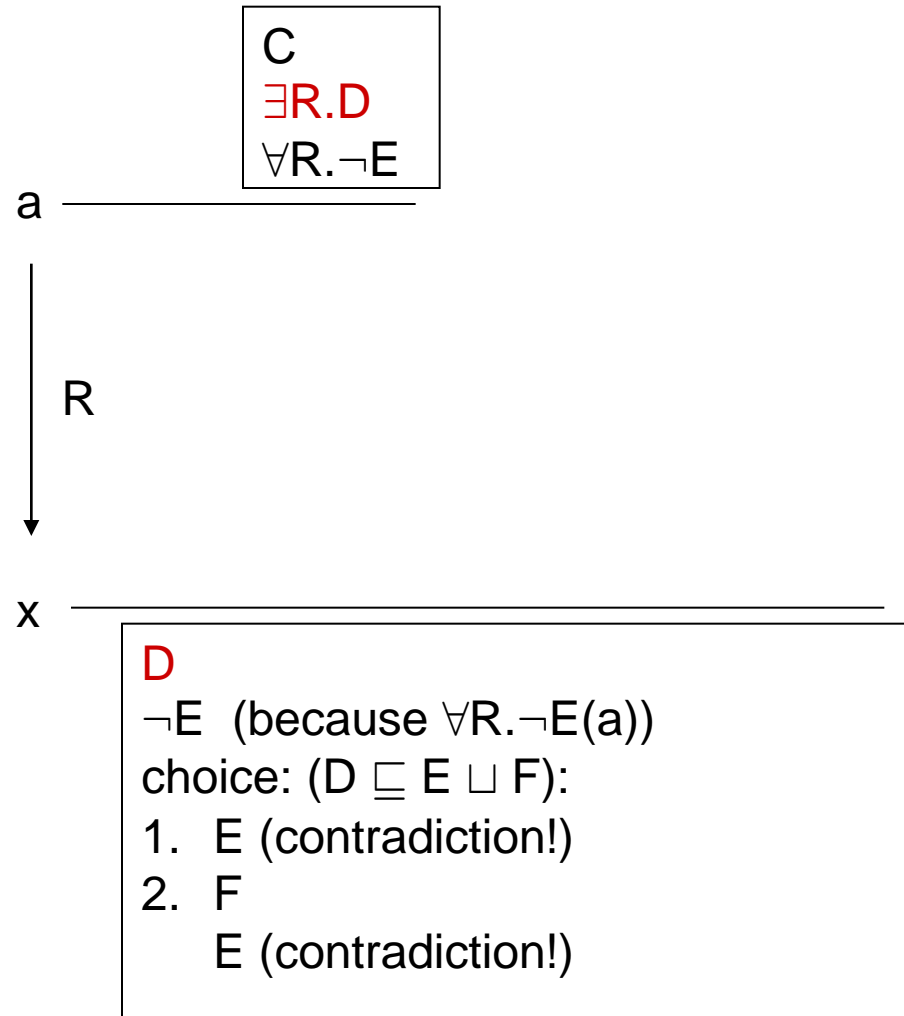 C
∃R.D
∀R.¬E
a
R
x
D
¬E (because ∀R.¬E(a))
choice: (D ⊑ E ⊔ F):
1. E (contradiction!)
2. F
E (contradiction!)